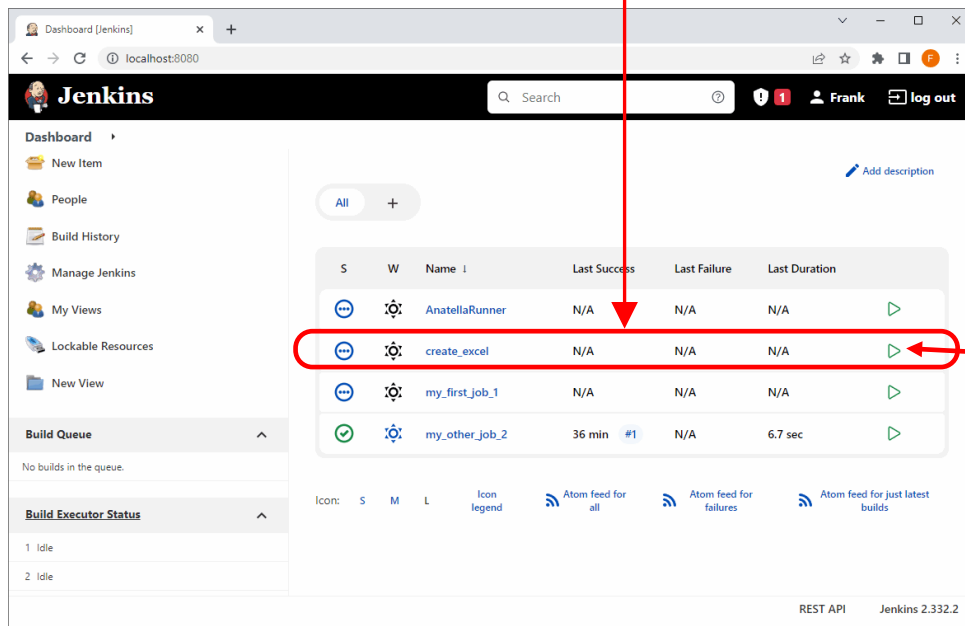 Dashboard [Jenkins]
localhost:8080
F
Jenkins
Search
1
Frank
log out
Dashboard
New Item
People
Build History
Manage Jenkins
My Views
Lockable Resources
New View
Build Queue
No builds in the queue.
Build Executor Status
1 Idle
2 Idle
Add description
All +
S W Name ↓ Last Success Last Failure Last Duration
AnatellaRunner N/A N/A N/A
create_excel N/A N/A N/A
my_first_job_1 N/A N/A N/A
my_other_job_2 36 min #1 N/A 6.7 sec
Icon: S M L
Icon
legend
Atom feed for
all
Atom feed for
failures
Atom feed for just latest
builds
REST API Jenkins 2.332.2